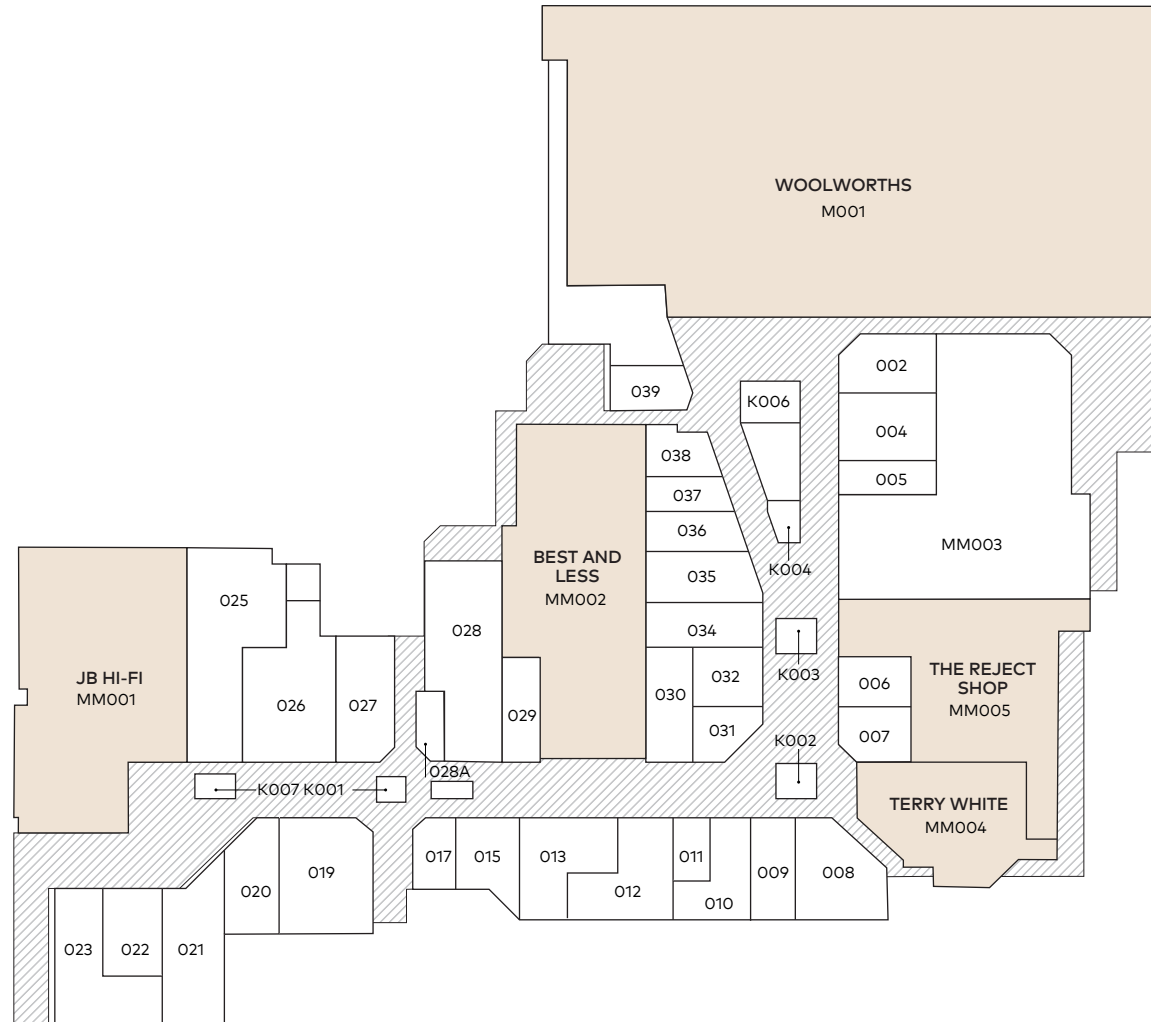 WOOLWORTHS
M001
002
039
K006
004
038
005
037
036
MM003
BEST AND
LESS
MM002
K004
035
025
028
034
JB HI-FI
MM001
K003
THE REJECT
SHOP
MM005
032
006
026
027
029
030
031
007
K002
028A
K007 K001
TERRY WHITE
MM004
017
015
013
011
019
009
008
020
012
010
023
022
021